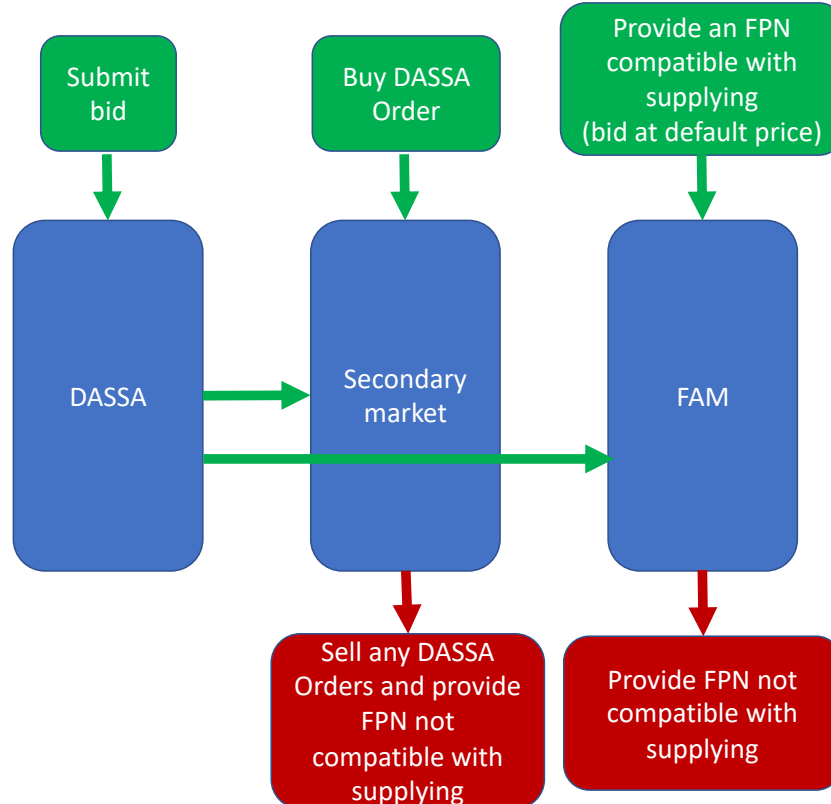 Submit
bid
Buy DASSA
Order
Provide an FPN
compatible with
supplying
(bid at default price)
DASSA
Secondary
market
FAM
Sell any DASSA
Orders and provide
FPN not
compatible with
supplying
Provide FPN not
compatible with
supplying